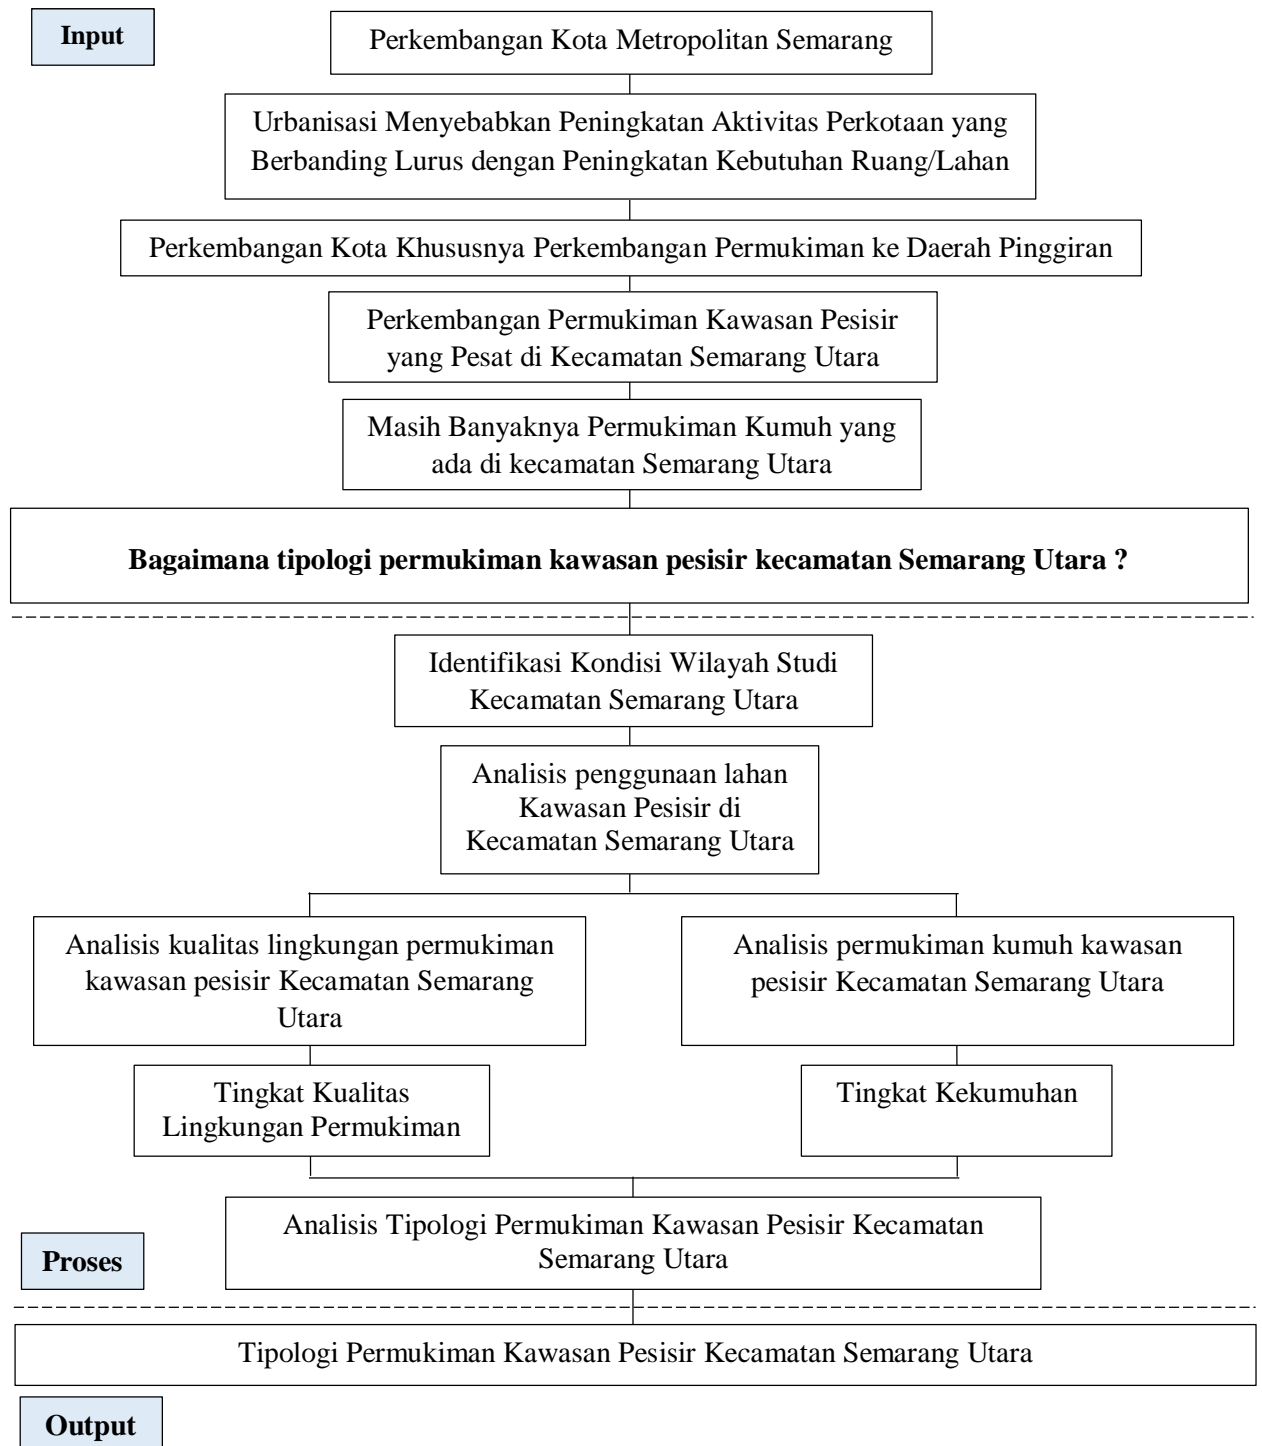 Input
Perkembangan Kota Metropolitan Semarang
Urbanisasi Menyebabkan Peningkatan Aktivitas Perkotaan yang
Berbanding Lurus dengan Peningkatan Kebutuhan Ruang/Lahan
Perkembangan Kota Khususnya Perkembangan Permukiman ke Daerah Pinggiran
Perkembangan Permukiman Kawasan Pesisir
yang Pesat di Kecamatan Semarang Utara
Masih Banyaknya Permukiman Kumuh yang
ada di kecamatan Semarang Utara
Bagaimana tipologi permukiman kawasan pesisir kecamatan Semarang Utara ?
Identifikasi Kondisi Wilayah Studi
Kecamatan Semarang Utara
Analisis penggunaan lahan
Kawasan Pesisir di
Kecamatan Semarang Utara
Analisis kualitas lingkungan permukiman
kawasan pesisir Kecamatan Semarang
Utara
Analisis permukiman kumuh kawasan
pesisir Kecamatan Semarang Utara
Tingkat Kualitas
Lingkungan Permukiman
Tingkat Kekumuhan
Analisis Tipologi Permukiman Kawasan Pesisir Kecamatan
Semarang Utara
Proses
Tipologi Permukiman Kawasan Pesisir Kecamatan Semarang Utara
Output